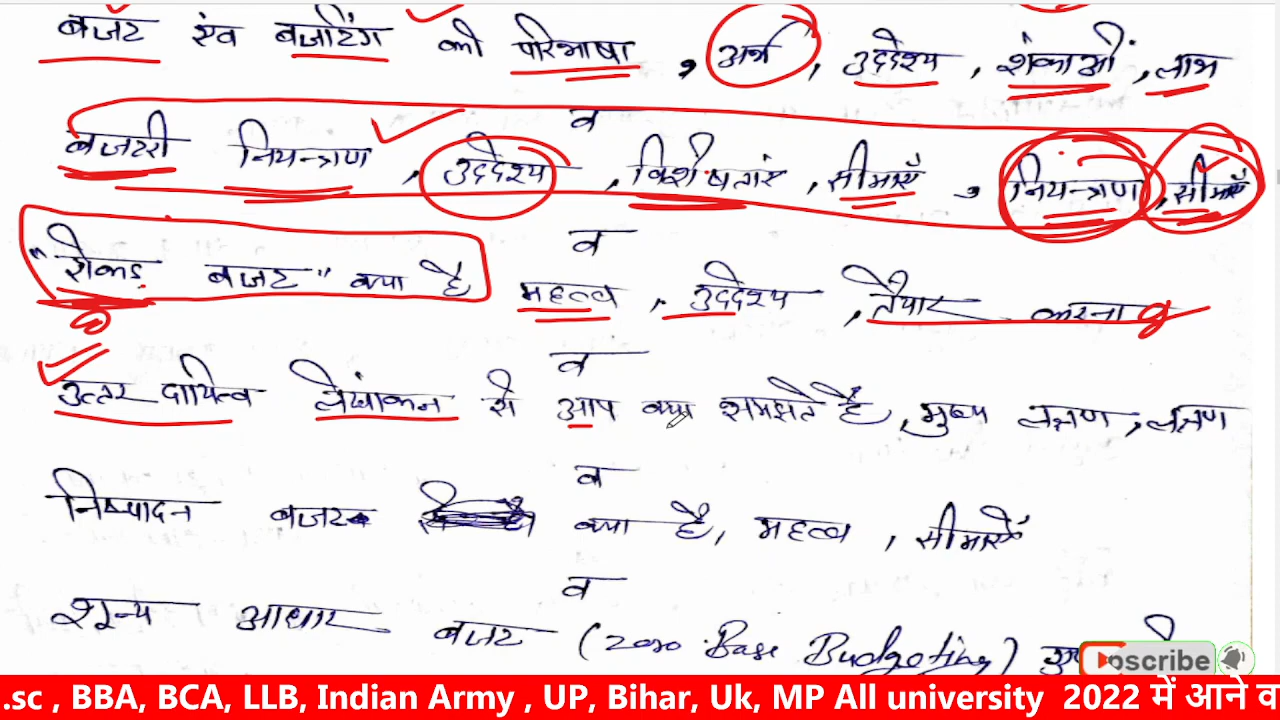 बजट एंव बजटिंग की परिभाषा, अर्थ, उद्देश्य, शंकाओं, लाभ
व
बजटरी नियन्त्रण, उद्देश्य, विशेषताएं, सीमाएँ, नियन्त्रण, सीमाएँ
व
"रोकड़ बजट" क्या है महत्व, उद्देश्य, तैयार करना
व
उत्तर दायित्व लेखांकन से आप क्या समझते है, मुख्य लक्षण, लक्षण
व
निष्पादन बजट क्या है, महत्व, सीमाएँ
व
शून्य आधार बजट (Zero Base Budgeting)
bscribe
.sc , BBA, BCA, LLB, Indian Army , UP, Bihar, Uk, MP All university 2022 में आने व